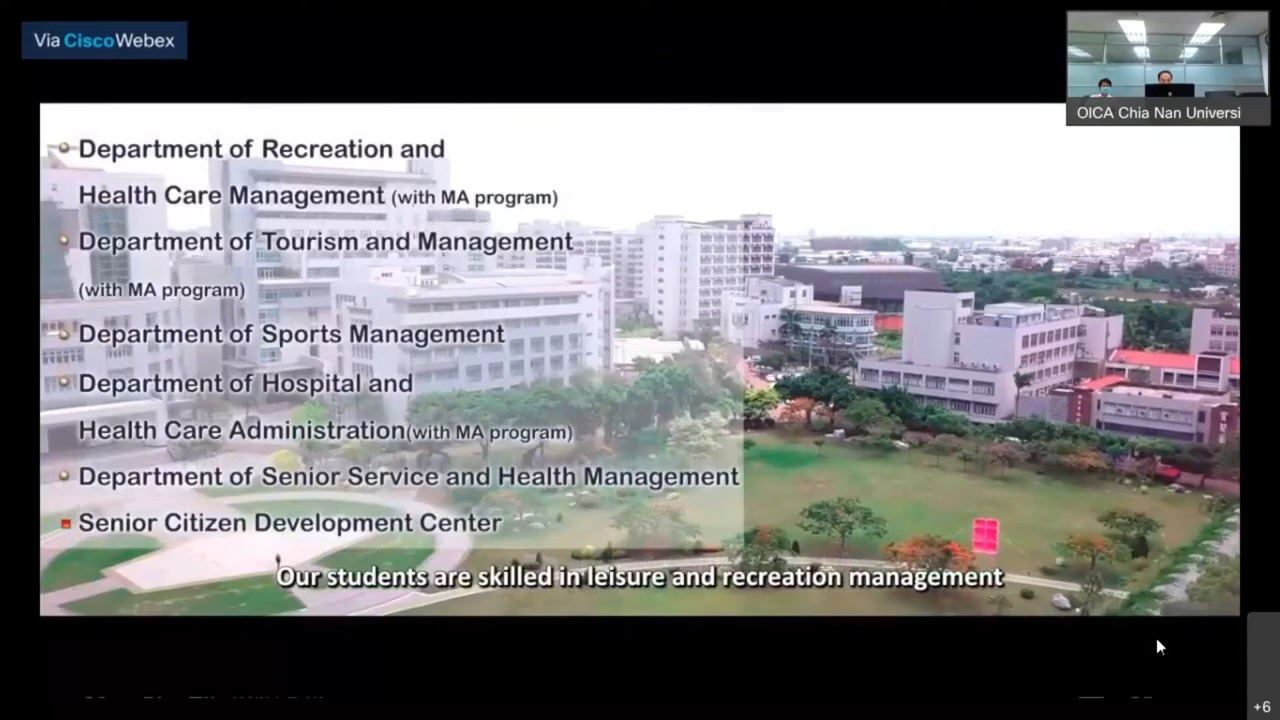 Via Cisco Webex
OICA Chia Nan Universi
Department of Recreation and
Health Care Management (with MA program)
Department of Tourism and Management
(with MA program)
Department of Sports Management
Department of Hospital and
Health Care Administration(with MA program)
Department of Senior Service and Health Management
Senior Citizen Development Center
Our students are skilled in leisure and recreation management
+6